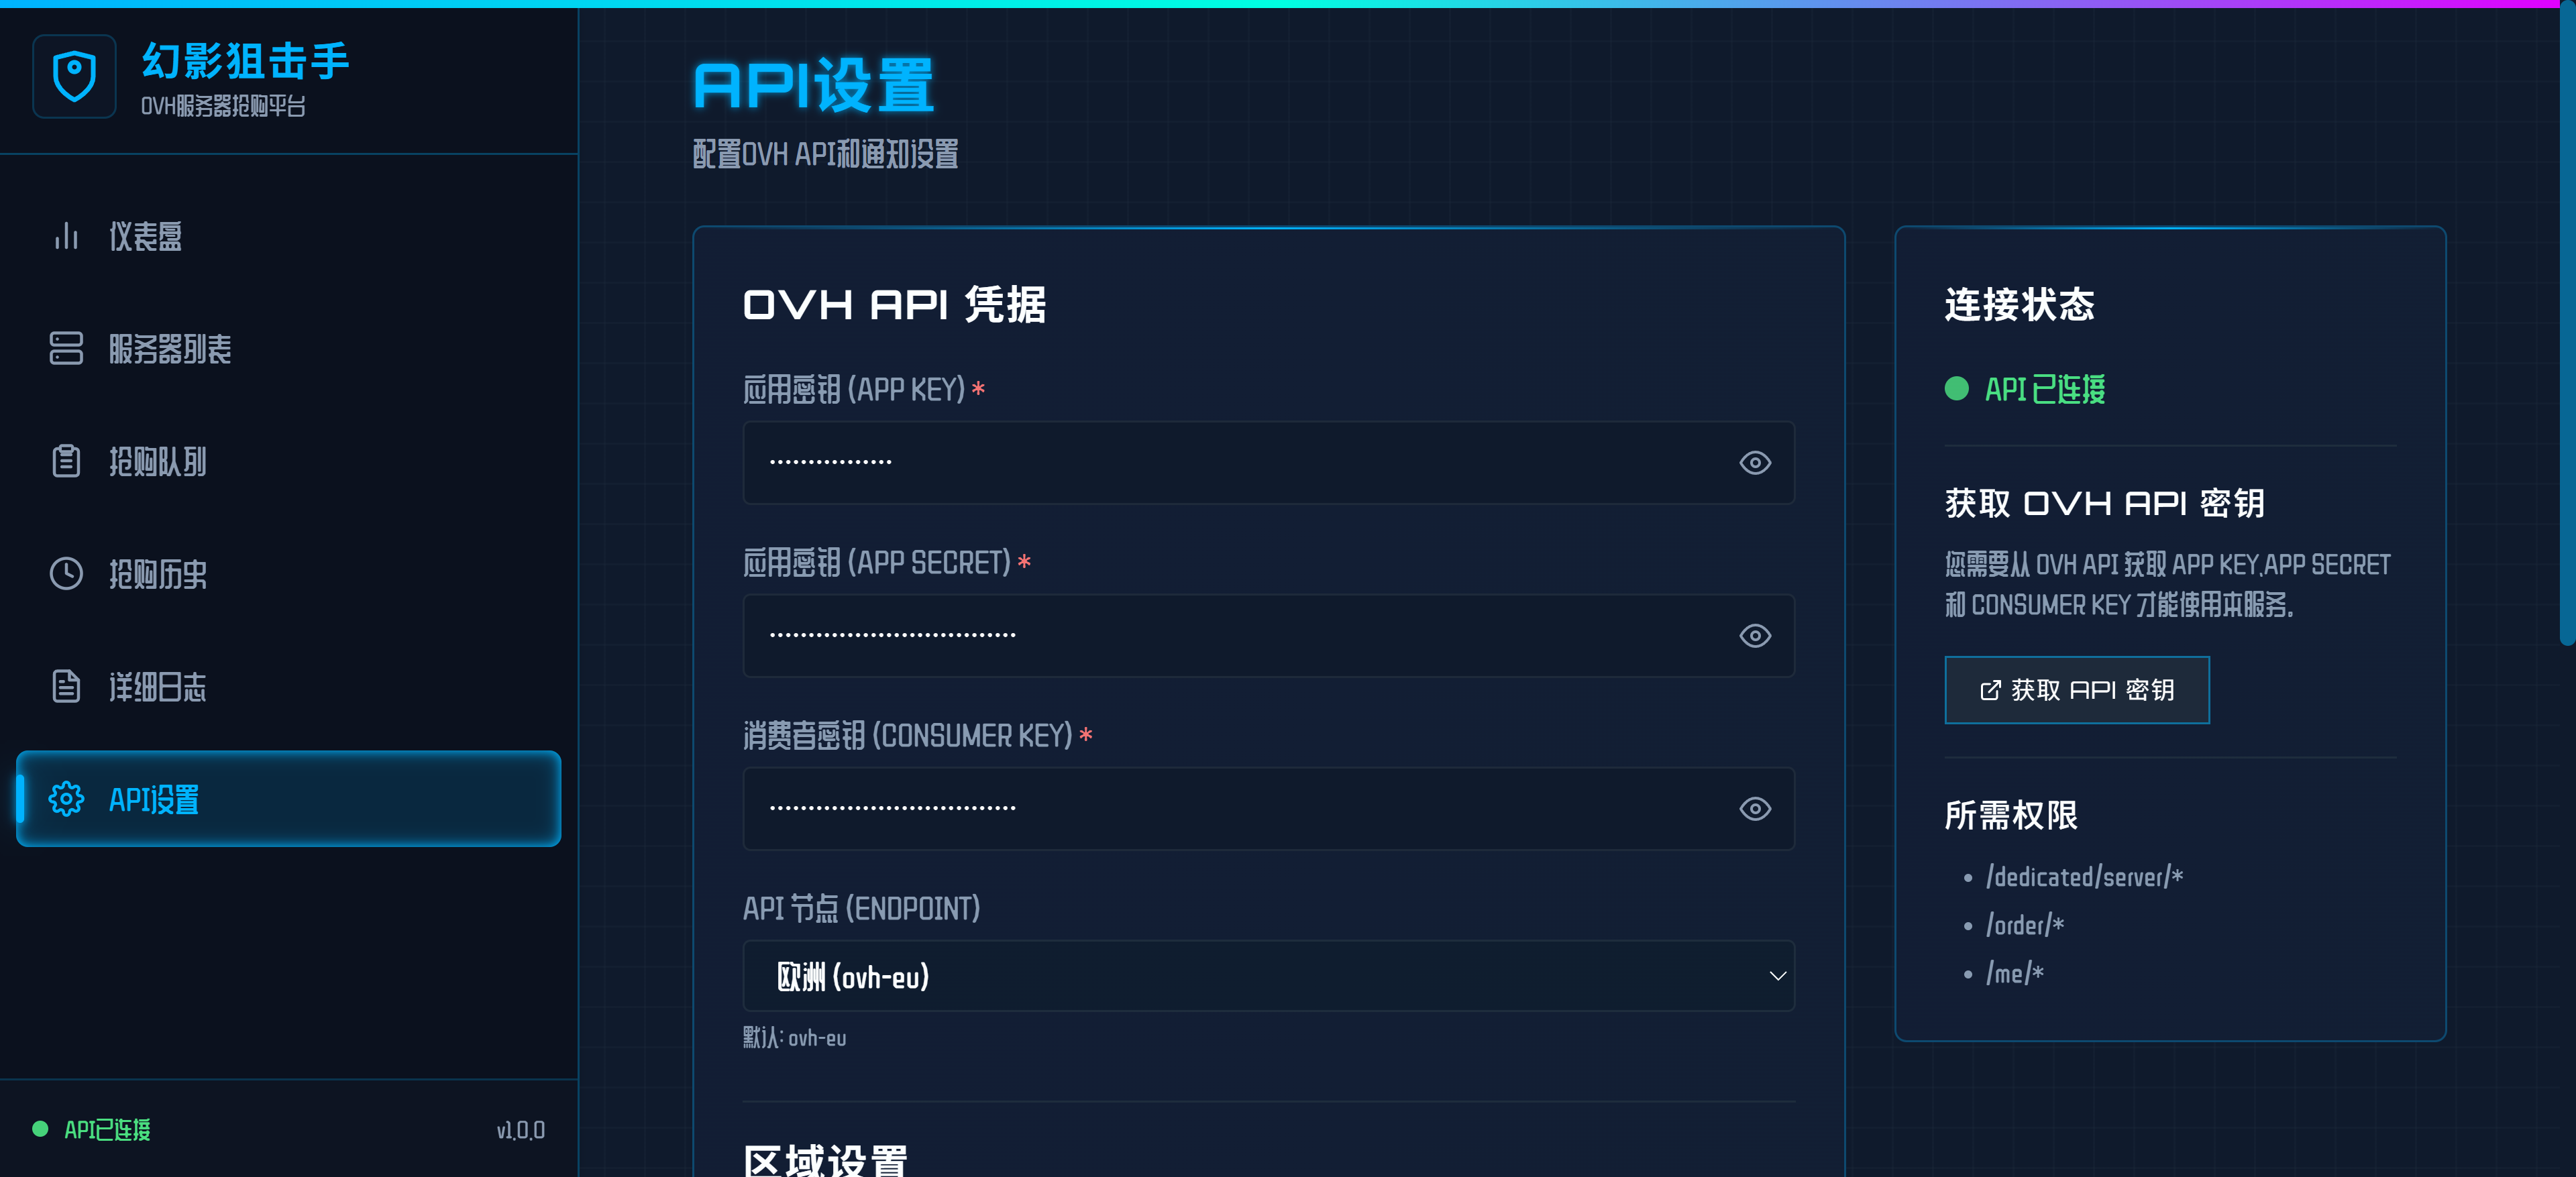 幻影狙击手
OVH服务器抢购平台
仪表盘
服务器列表
抢购队列
抢购历史
详细日志
API设置
API已连接
v1.0.0
API设置
配置OVH API和通知设置
OVH API 凭据
应用密钥 (APP KEY) *
················
应用密钥 (APP SECRET) *
································
消费者密钥 (CONSUMER KEY) *
································
API 节点 (ENDPOINT)
欧洲 (ovh-eu)
默认: ovh-eu
区域设置
连接状态
API 已连接
获取 OVH API 密钥
您需要从 OVH API 获取 APP KEY,APP SECRET
和 CONSUMER KEY 才能使用本服务。
获取 API 密钥
所需权限
• /dedicated/server/*
• /order/*
• /me/*